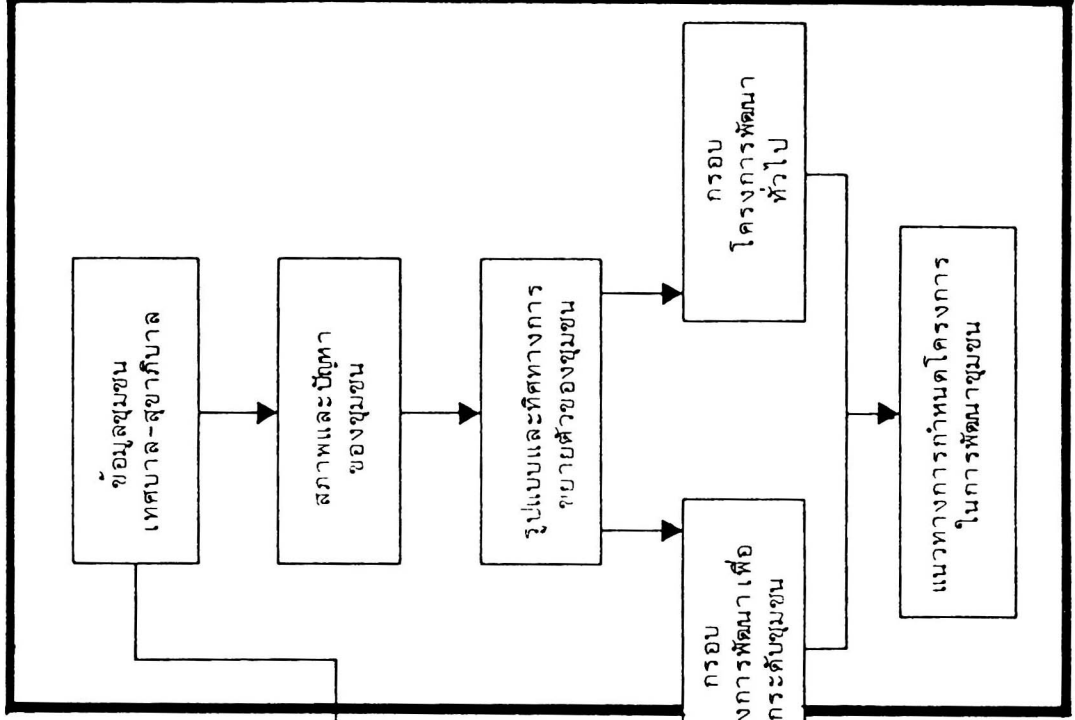 ข้อมูลชุมชน
เทศบาล-สุขาภิบาล
สภาพและปัญหา
ของชุมชน
รูปแบบและทิศทางการ
ขยายตัวของชุมชน
กรอบ
งการพัฒนาเพื่อ
กระดับชุมชน
กรอบ
โครงการพัฒนา
ทั่วไป
แนวทางการกำหนดโครงการ
ในการพัฒนาชุมชน